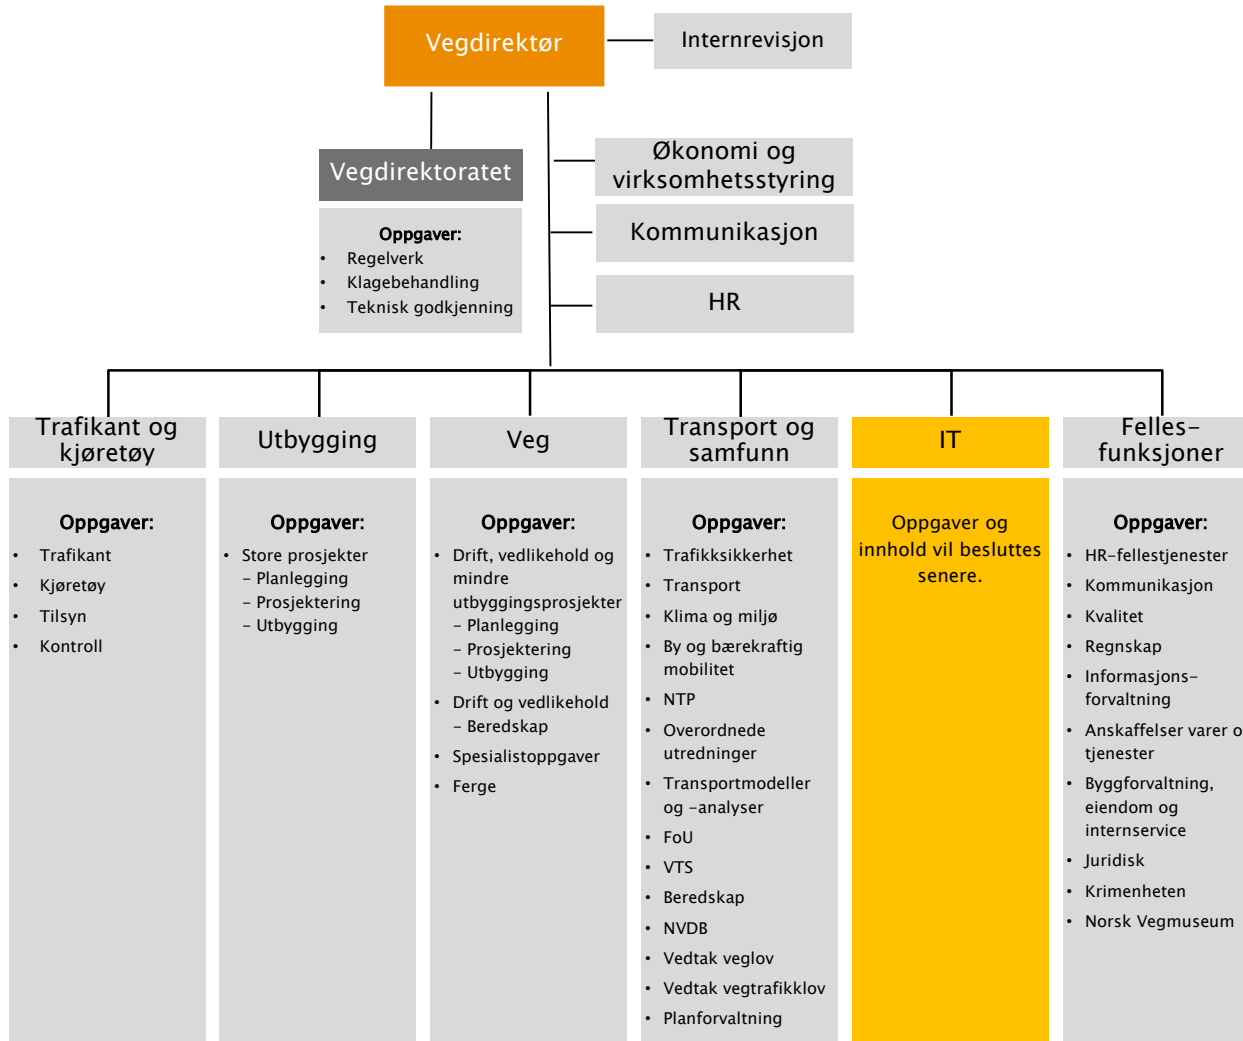 Vegdirektør
Internrevisjon
Vegdirektoratet
Oppgaver:
• Regelverk
• Klagebehandling
• Teknisk godkjenning
Økonomi og
virksomhetsstyring
Kommunikasjon
HR
Trafikant og
kjøretøy
Oppgaver:
• Trafikant
• Kjøretøy
• Tilsyn
• Kontroll
Utbygging
Oppgaver:
• Store prosjekter
– Planlegging
– Prosjektering
– Utbygging
Veg
Oppgaver:
• Drift, vedlikehold og
mindre
utbyggingsprosjekter
– Planlegging
– Prosjektering
– Utbygging
• Drift og vedlikehold
– Beredskap
• Spesialistoppgaver
• Ferge
Transport og
samfunn
Oppgaver:
• Trafikksikkerhet
• Transport
• Klima og miljø
• By og bærekraftig
mobilitet
• NTP
• Overordnede
utredninger
• Transportmodeller
og –analyser
• FoU
• VTS
• Beredskap
• NVDB
• Vedtak veglov
• Vedtak vegtrafikklov
• Planforvaltning
IT
Oppgaver og
innhold vil besluttes
senere.
Felles–
funksjoner
Oppgaver:
• HR–fellestjenester
• Kommunikasjon
• Kvalitet
• Regnskap
• Informasjons–
forvaltning
• Anskaffelser varer o
tjenester
• Byggforvaltning,
eiendom og
internservice
• Juridisk
• Krimenheten
• Norsk Vegmuseum